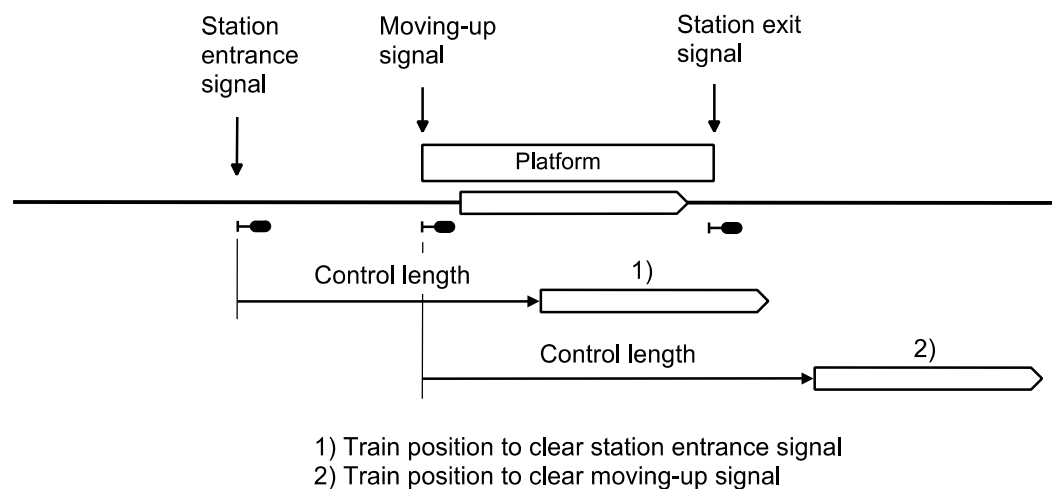 Station
entrance
signal
Moving-up
signal
Station exit
signal
Platform
Control length
1)
Control length
2)
1) Train position to clear station entrance signal
2) Train position to clear moving-up signal